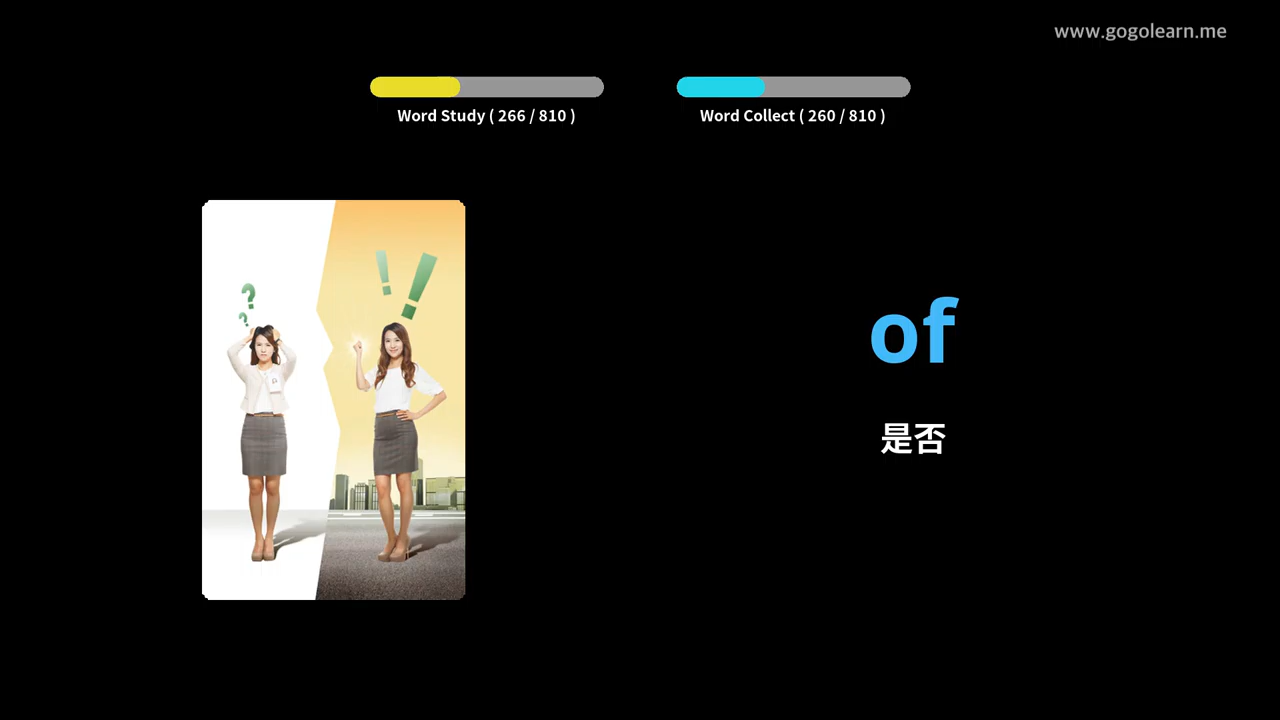 www.gogolearn.me
Word Study ( 266 / 810 )
Word Collect ( 260 / 810 )
? !!
?
of
是否